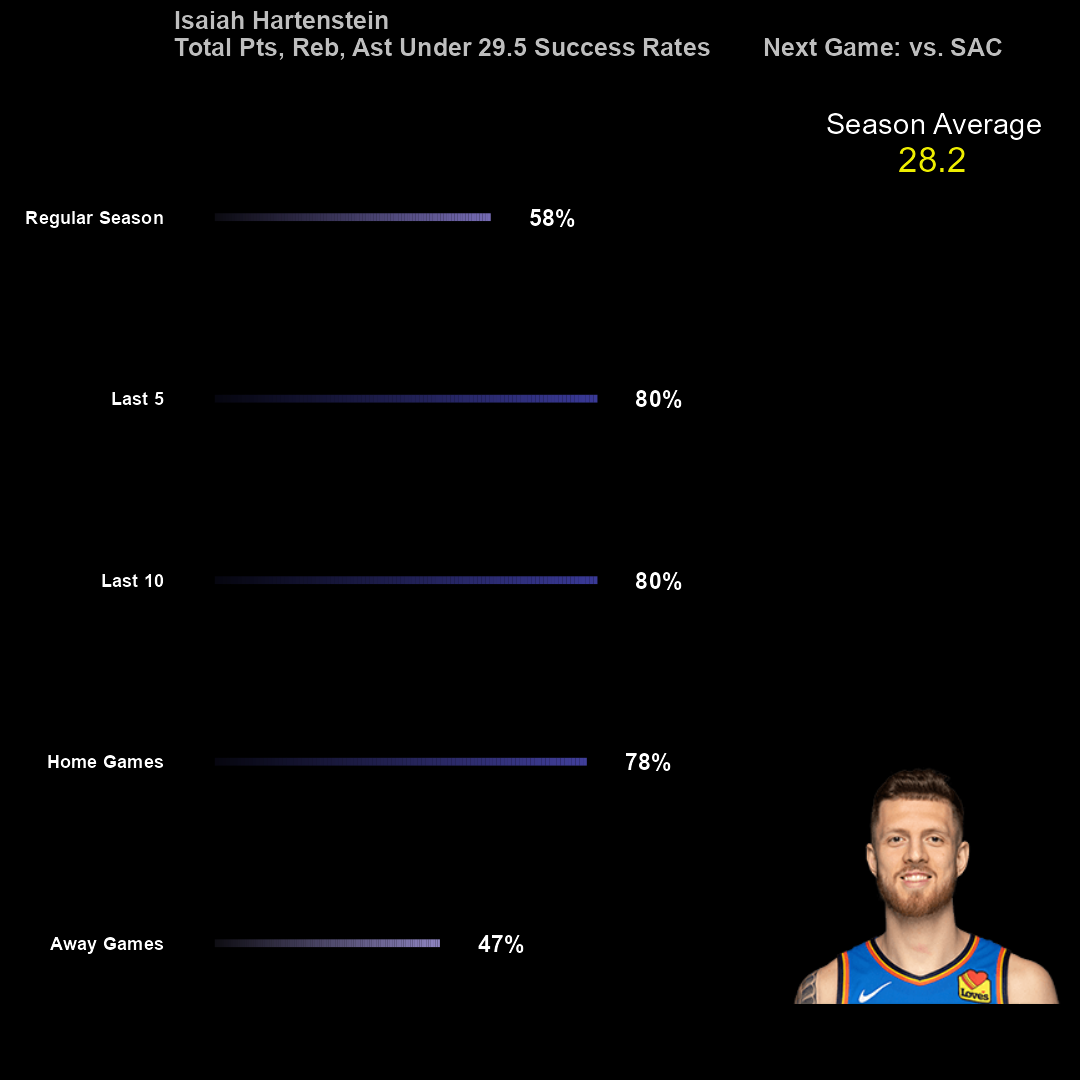 Isaiah Hartenstein
Total Pts, Reb, Ast Under 29.5 Success Rates
Next Game: vs. SAC
Season Average
28.2
Regular Season
58%
Last 5
80%
Last 10
80%
Home Games
78%
Away Games
47%
Love's